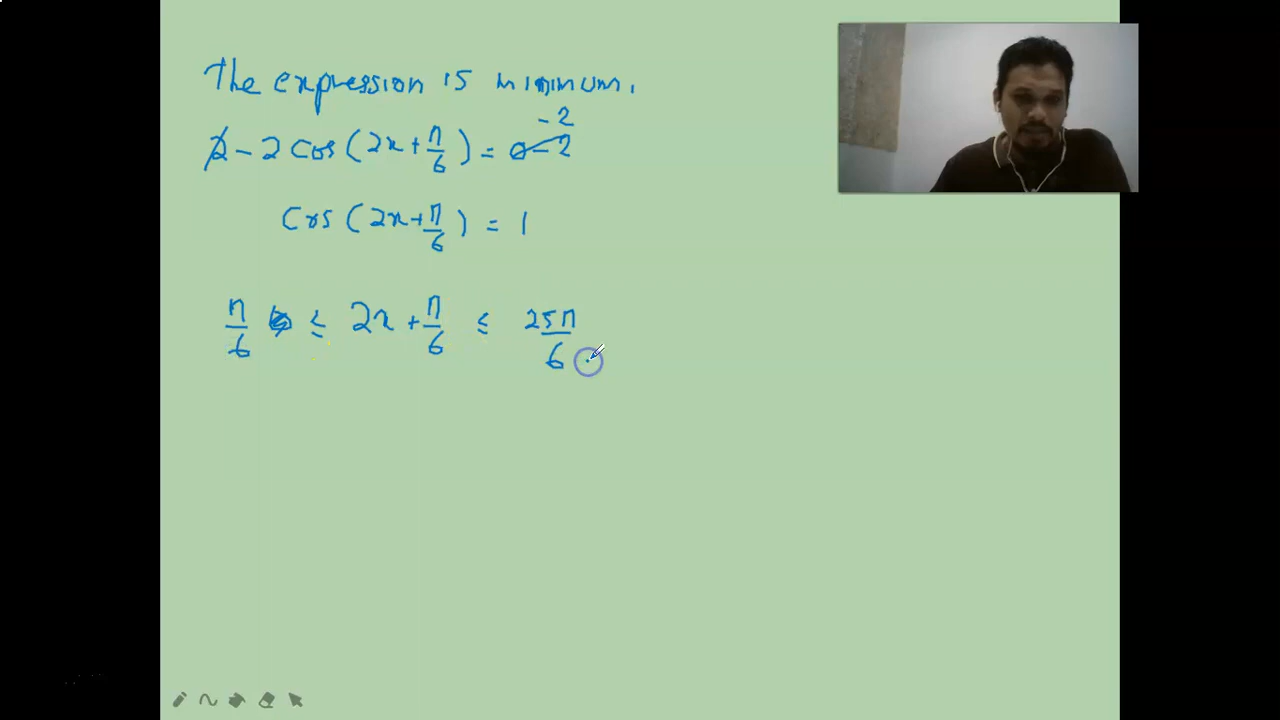 The expression is minimum.
-2
2 - 2 cos (2x + π/6) = 0 - 2
Cos (2x + π/6) = 1
π/6 ≤ 2x + π/6 ≤ 25π/6